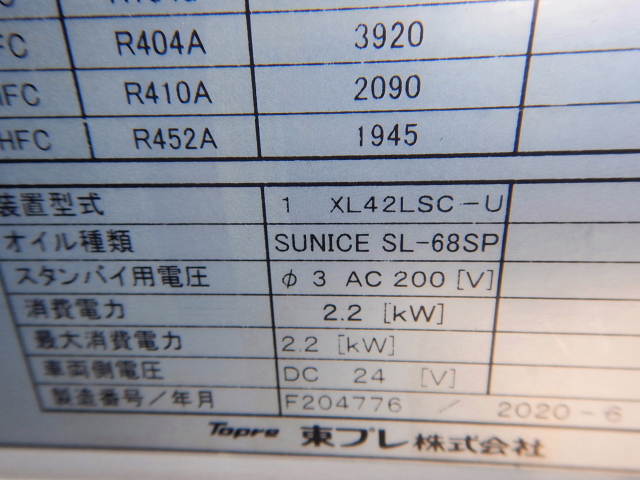 FC R404A 3920
HFC R410A 2090
HFC R452A 1945
装置型式 1 XL42LSC-U
オイル種類 SUNICE SL-68SP
スタンバイ用電圧 φ 3 AC 200 [V]
消費電力 2.2 [kW]
最大消費電力 2.2 [kW]
車両側電圧 DC 24 [V]
製造番号/年月 F204776 / 2020-6
Topre 東プレ株式会社